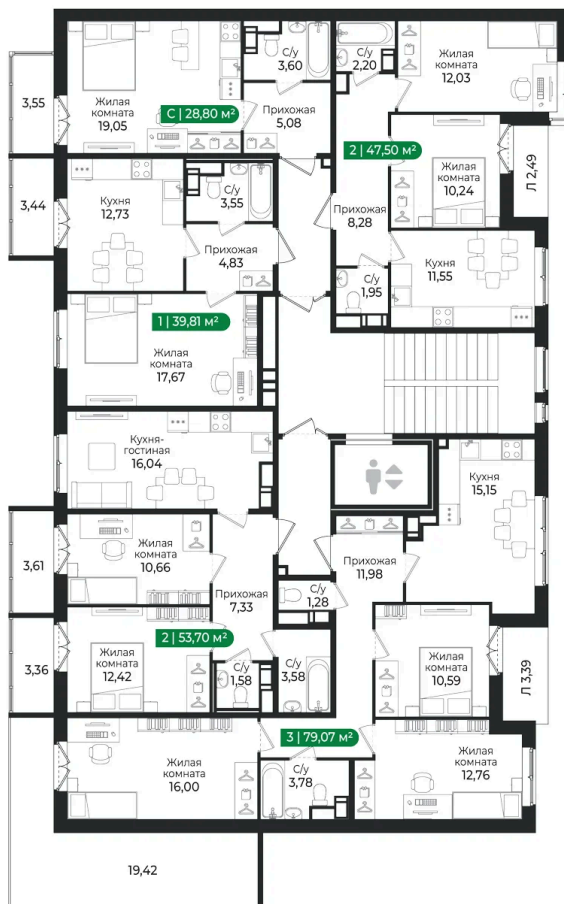 С/у
3,60
С/у
2,20
Жилая
комната
12,03
3,55
Жилая
комната
19,05
С | 28,80 м²
Прихожая
5,08
2 | 47,50 м²
Жилая
комната
10,24
Л 2,49
3,44
Кухня
12,73
С/у
3,55
Прихожая
8,28
Прихожая
4,83
Кухня
11,55
С/у
1,95
1 | 39,81 м²
Жилая
комната
17,67
Кухня-
гостиная
16,04
Кухня
15,15
3,61
Жилая
комната
10,66
Прихожая
11,98
Прихожая
7,33
С/у
1,28
3,36
2 | 53,70 м²
Жилая
комната
12,42
С/у
1,58
С/у
3,58
Жилая
комната
10,59
Л 3,39
3 | 79,07 м²
Жилая
комната
16,00
С/у
3,78
Жилая
комната
12,76
19,42